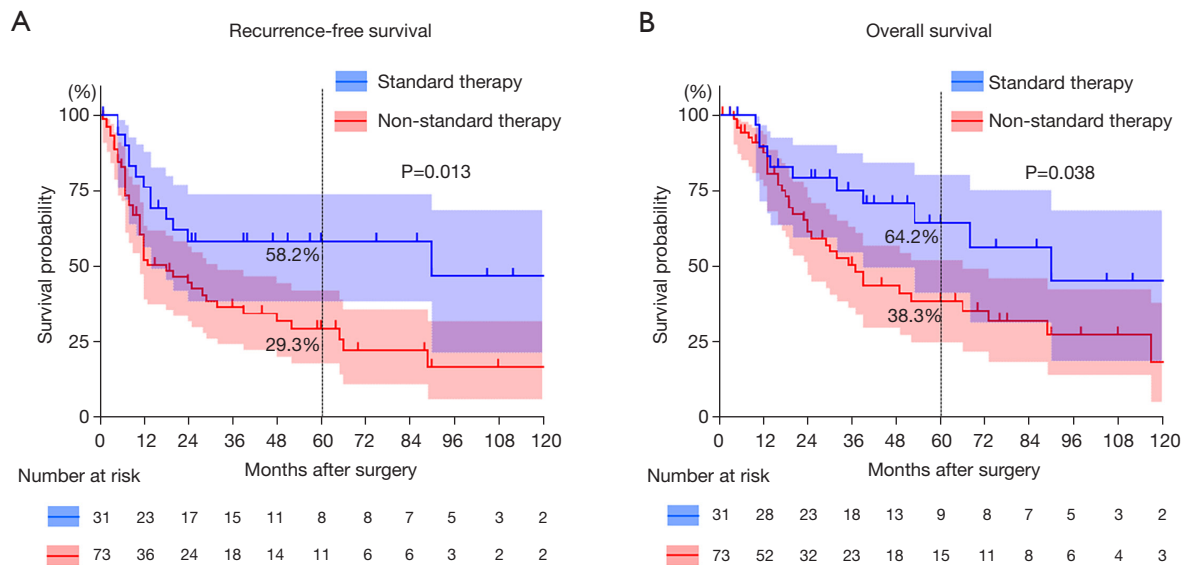 A
Recurrence-free survival
(%)
Standard therapy
Non-standard therapy
P=0.013
100
75
50
25
0
Survival probability
58.2%
29.3%
0 12 24 36 48 60 72 84 96 108 120
Months after surgery
Number at risk
31 23 17 15 11 8 8 7 5 3 2
73 36 24 18 14 11 6 6 3 2 2
B
Overall survival
(%)
Standard therapy
Non-standard therapy
P=0.038
100
75
50
25
0
Survival probability
64.2%
38.3%
0 12 24 36 48 60 72 84 96 108 120
Months after surgery
Number at risk
31 28 23 18 13 9 8 7 5 3 2
73 52 32 23 18 15 11 8 6 4 3